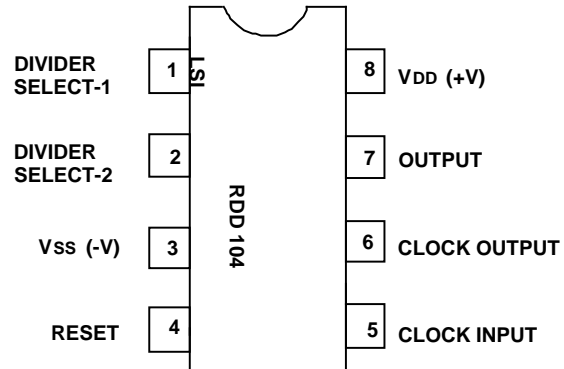 DIVIDER
SELECT-1
1
LSI
8
VDD (+V)
DIVIDER
SELECT-2
2
7
OUTPUT
RDD 104
VSS (-V)
3
6
CLOCK OUTPUT
RESET
4
5
CLOCK INPUT